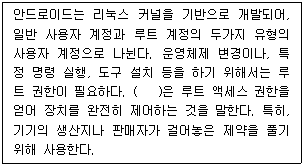 안드로이드는 리눅스 커널을 기반으로 개발되어,
일반 사용자 계정과 루트 계정의 두가지 유형의
사용자 계정으로 나뉜다. 운영체제 변경이나, 특
정 명령 실행, 도구 설치 등을 하기 위해서는 루
트 권한이 필요하다. (   )은 루트 액세스 권한을
얻어 장치를 완전히 제어하는 것을 말한다. 특히,
기기의 생산지나 판매자가 걸어놓은 제약을 풀기
위해 사용한다.